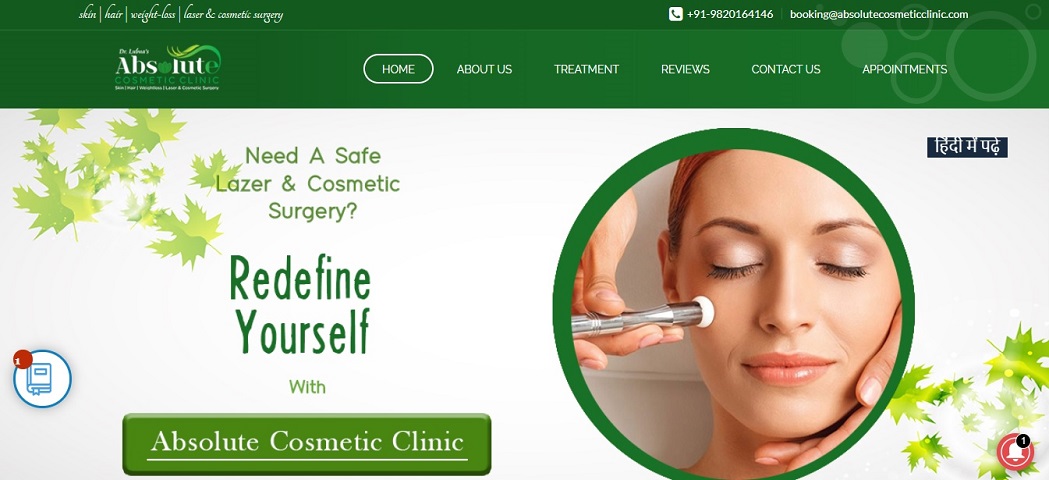 skin | hair | weight-loss | laser & cosmetic surgery
+91-9820164146
booking@absolutecosmeticclinic.com
Dr. Lubna's
Absolute
COSMETIC CLINIC
Skin | Hair | Weightloss | Laser & Cosmetic Surgery
HOME
ABOUT US
TREATMENT
REVIEWS
CONTACT US
APPOINTMENTS
हिंदी में पढ़े
Need A Safe
Lazer & Cosmetic
Surgery?
Redefine
Yourself
With
Absolute Cosmetic Clinic
1
1